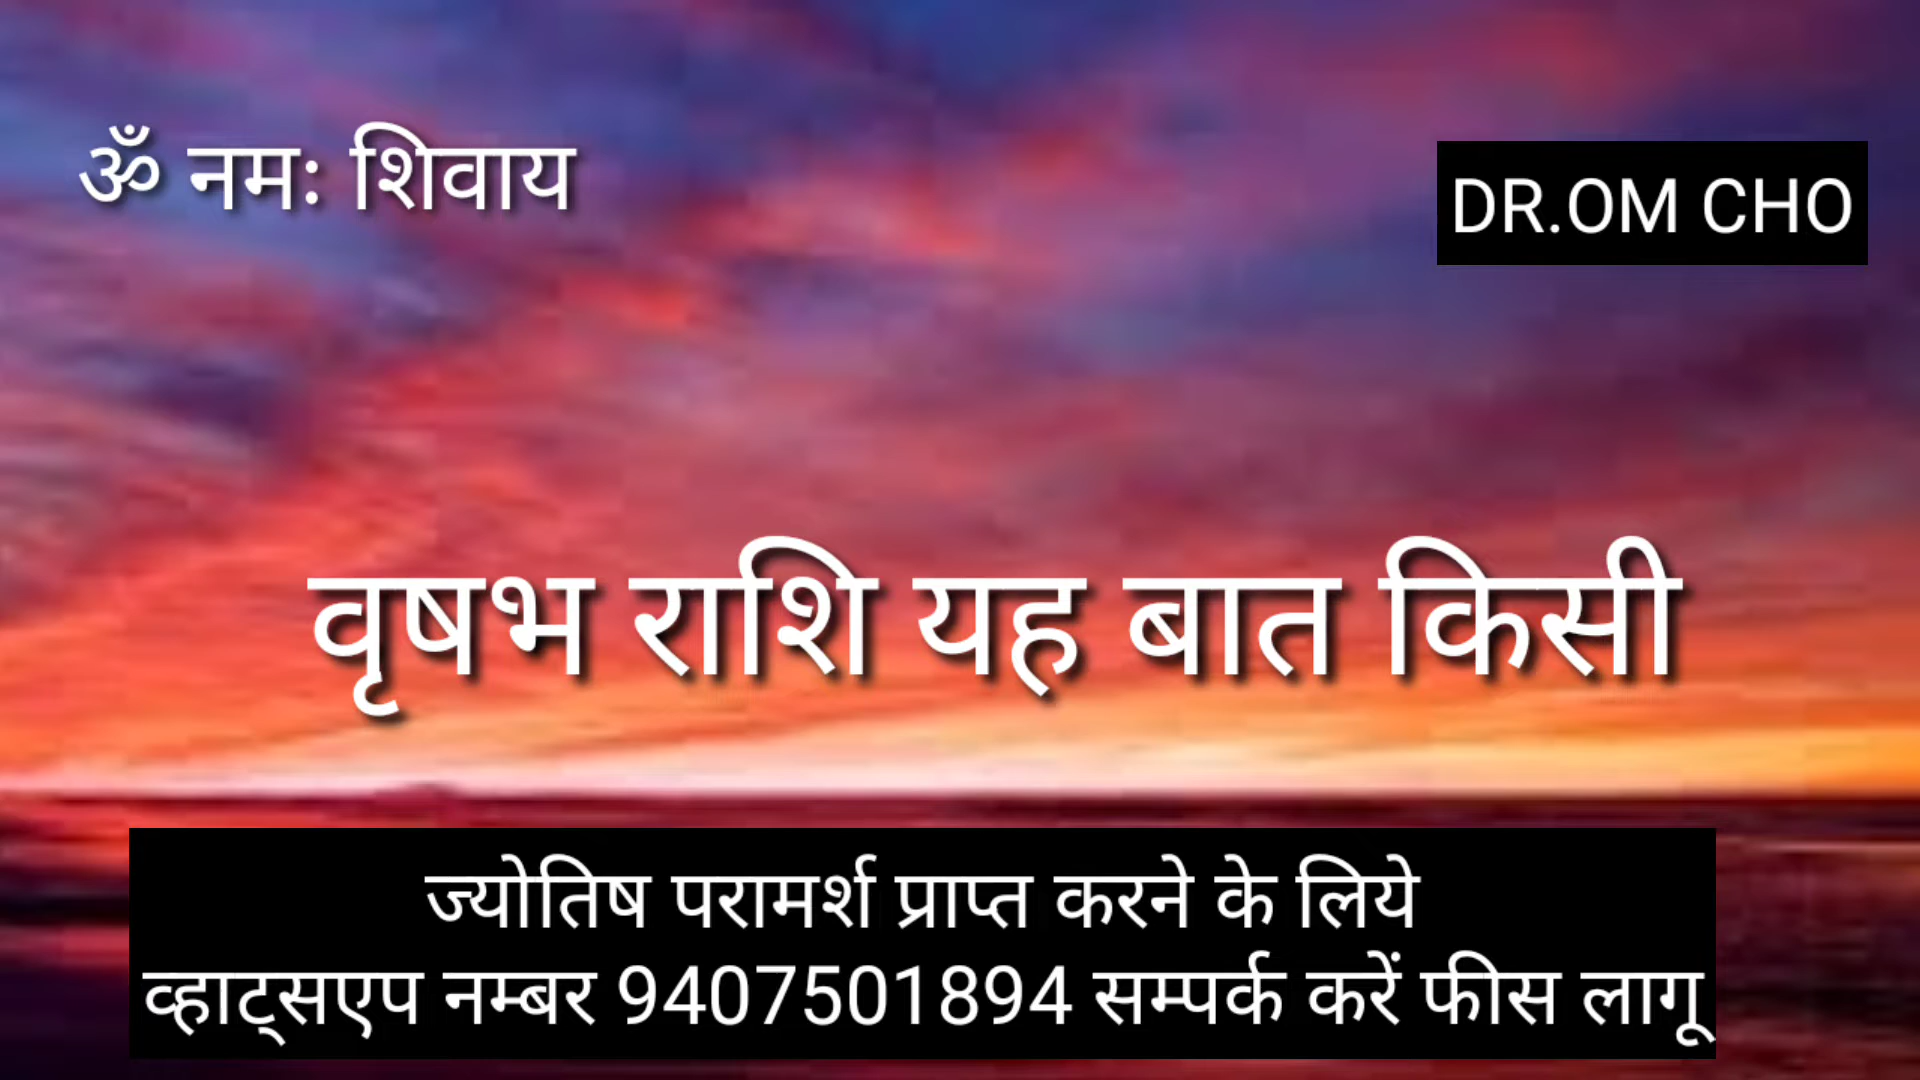 ॐ नमः शिवाय
DR.OM CHO
वृषभ राशि यह बात किसी
ज्योतिष परामर्श प्राप्त करने के लिये
व्हाट्सएप नम्बर 9407501894 सम्पर्क करें फीस लागू